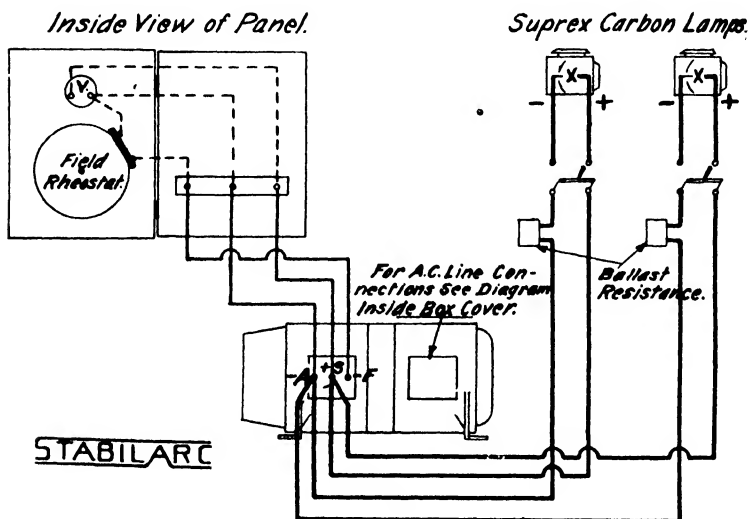 Inside View of Panel.
Suprex Carbon Lamps.
V.
Field
Rheostat.
X
X
- +
- +
For A.C. Line Con-
nections See Diagram
Inside Box Cover.
Ballast
Resistance.
-A +S -F
STABILARC